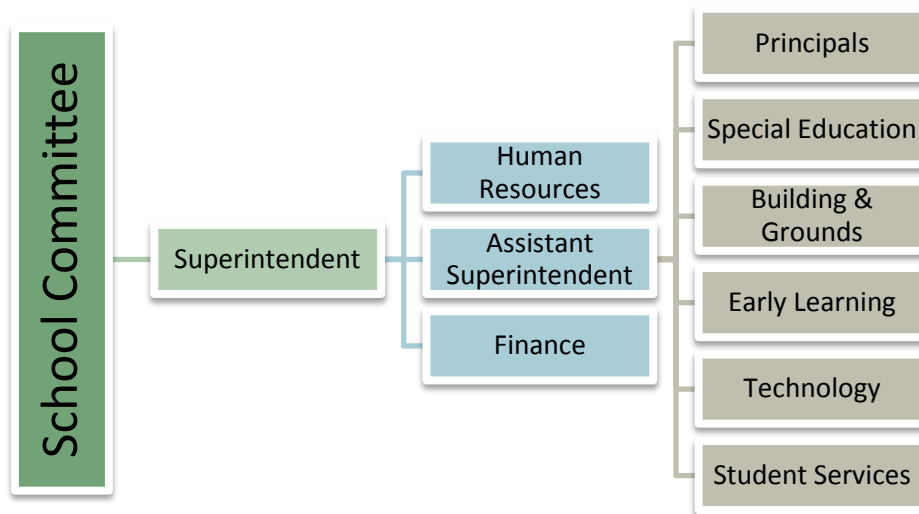 School Committee
Superintendent
Human
Resources
Assistant
Superintendent
Finance
Principals
Special Education
Building &
Grounds
Early Learning
Technology
Student Services